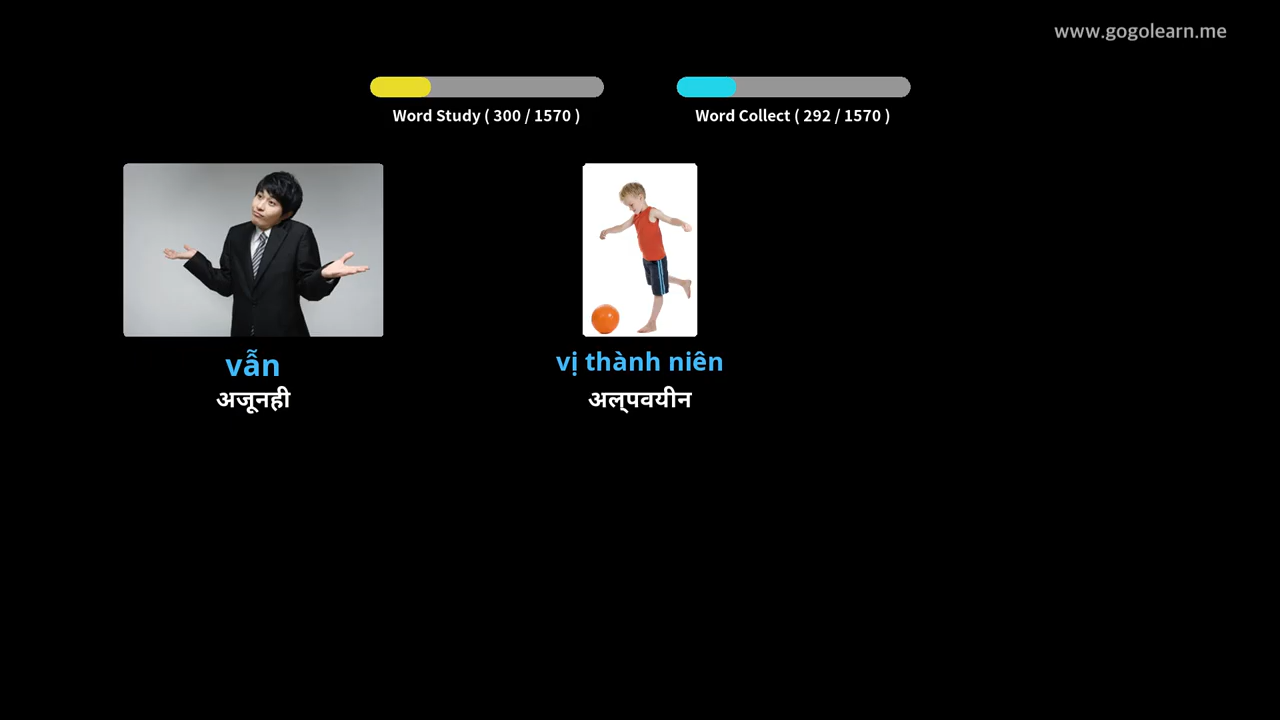 www.gogolearn.me
Word Study ( 300 / 1570 )
Word Collect ( 292 / 1570 )
vẫn
अजूनही
vị thành niên
अल्पवयीन